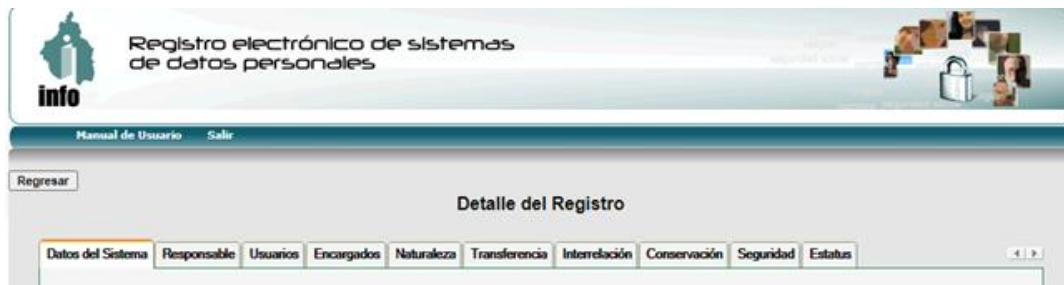 Registro electrónico de sistemas
de datos personales
info
Manual de Usuario Salir
Regresar
Detalle del Registro
Datos del Sistema Responsable Usuarios Encargados Naturaleza Transferencia Interrelación Conservación Seguridad Estatus